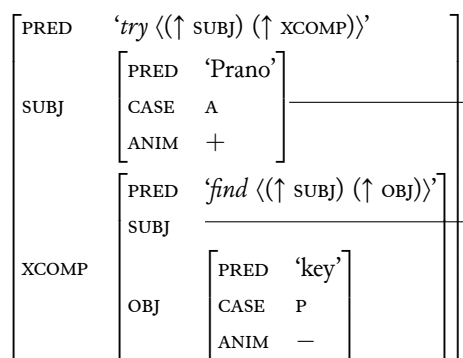 PRED ‘try ⟨(↑ SUBJ) (↑ XCOMP)⟩’
PRED ‘Prano’
SUBJ CASE A
ANIM +
PRED ‘find ⟨(↑ SUBJ) (↑ OBJ)⟩’
SUBJ
XCOMP PRED ‘key’
OBJ CASE P
ANIM −